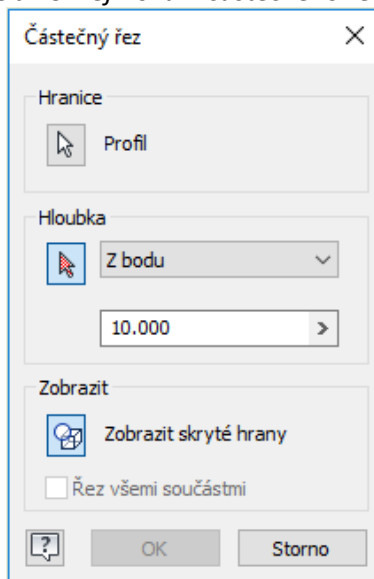 Částečný řez
Hranice
Profil
Hloubka
Z bodu
10.000
Zobrazit
Zobrazit skryté hrany
Řez všemi součástmi
OK Storno